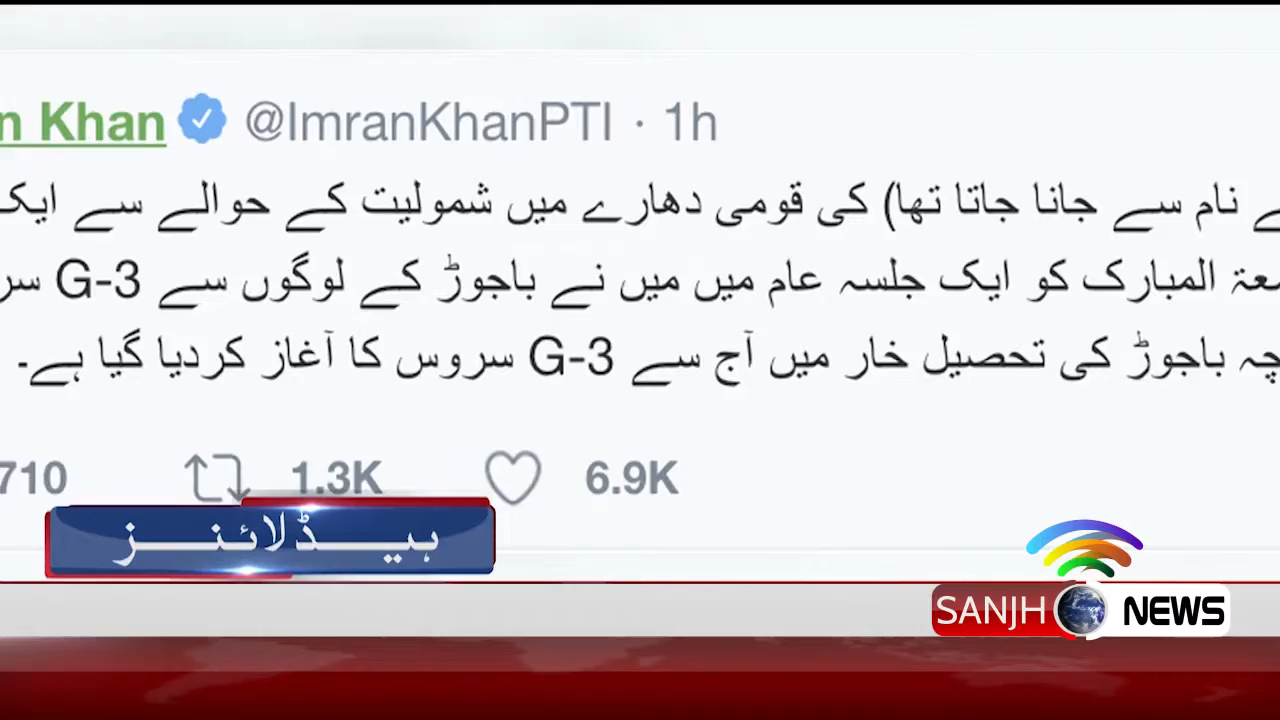 n Khan @ImranKhanPTI · 1h
نام سے جانا جاتا تھا) کی قومی دھارے میں شمولیت کے حوالے سے ایک
المبارک کو ایک جلسہ عام میں میں نے باجوڑ کے لوگوں سے G-3 سر
چہ باجوڑ کی تحصیل خار میں آج سے G-3 سروس کا آغاز کردیا گیا ہے۔
710 1.3K 6.9K
ہیڈلائنز
SANJH NEWS